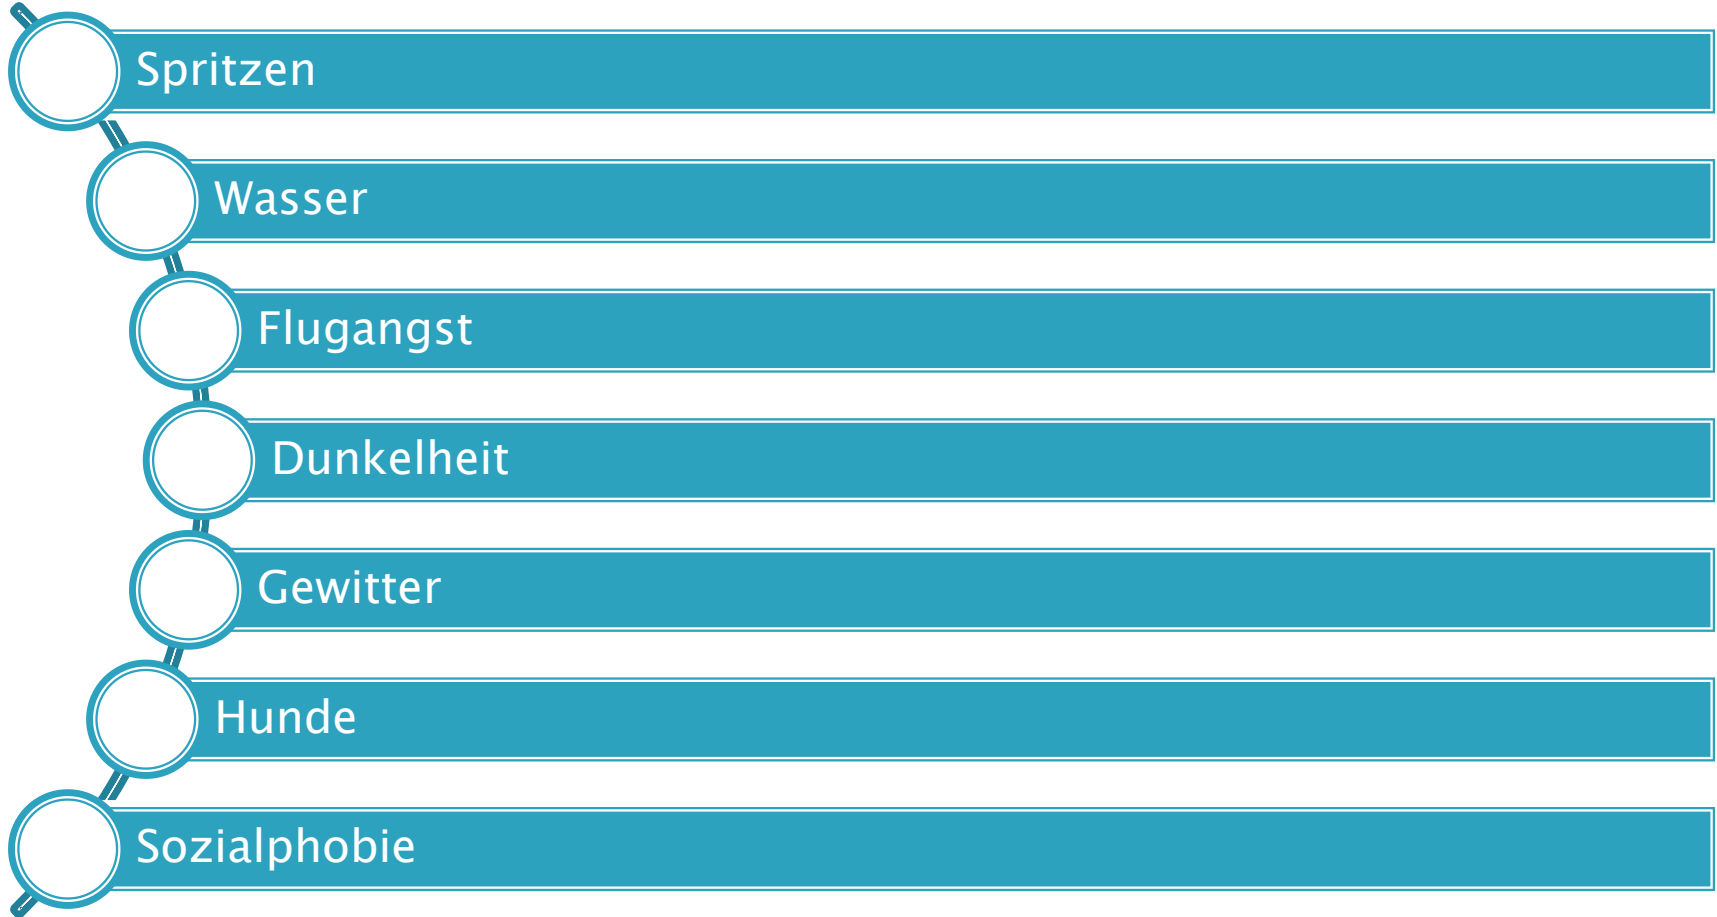 Spritzen
Wasser
Flugangst
Dunkelheit
Gewitter
Hunde
Sozialphobie